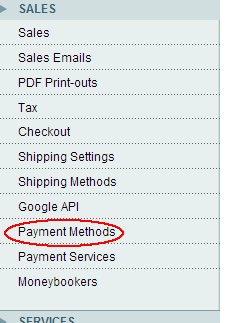 SALES
Sales
Sales Emails
PDF Print-outs
Tax
Checkout
Shipping Settings
Shipping Methods
Google API
Payment Methods
Payment Services
Moneybookers
SERVICES